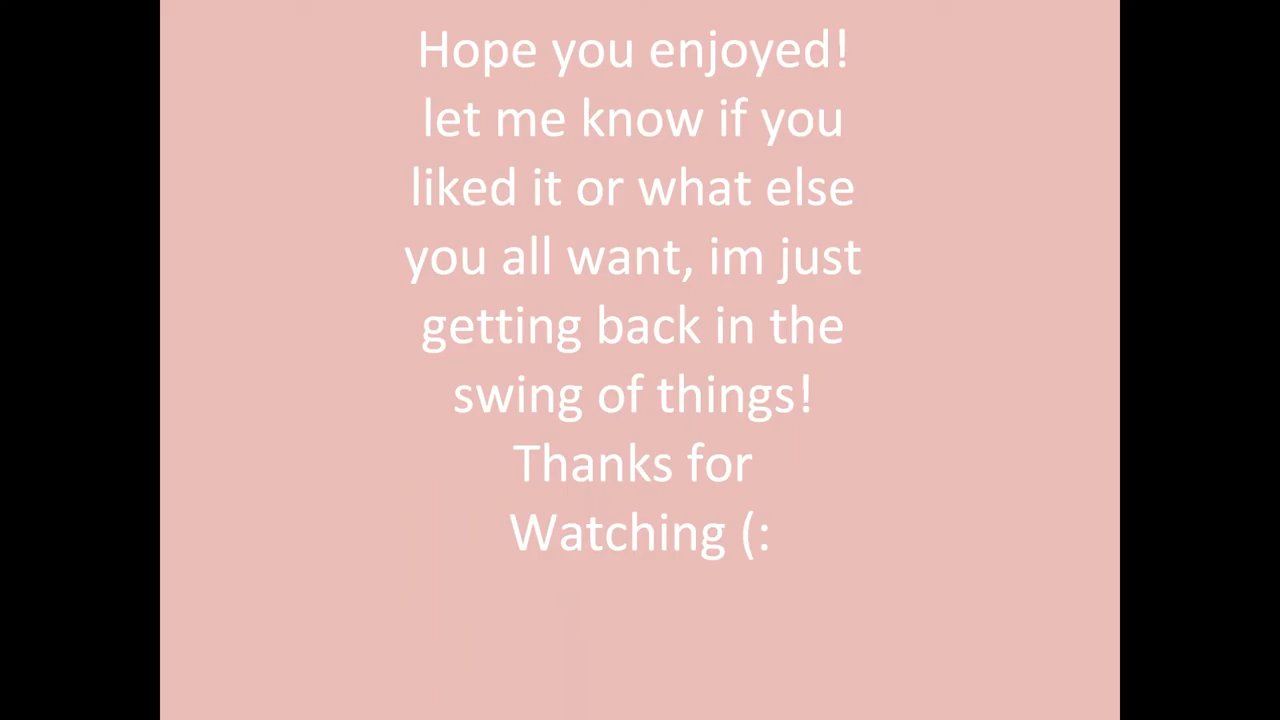 Hope you enjoyed!
let me know if you
liked it or what else
you all want, im just
getting back in the
swing of things!
Thanks for
Watching (: